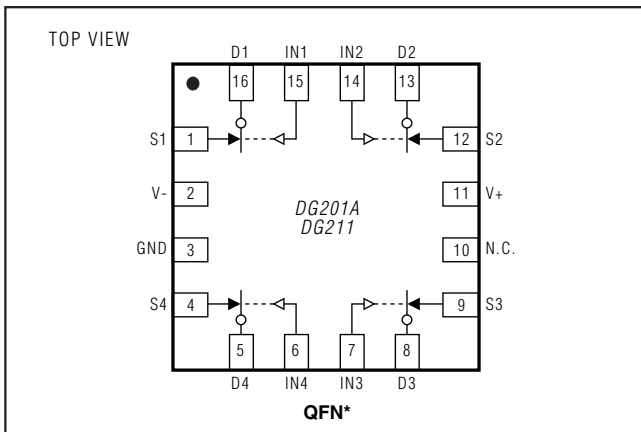 TOP VIEW
D1 IN1 IN2 D2
16 15 14 13
S1 1 12 S2
V- 2 11 V+
DG201A
DG211
GND 3 10 N.C.
S4 4 9 S3
5 6 7 8
D4 IN4 IN3 D3
QFN*